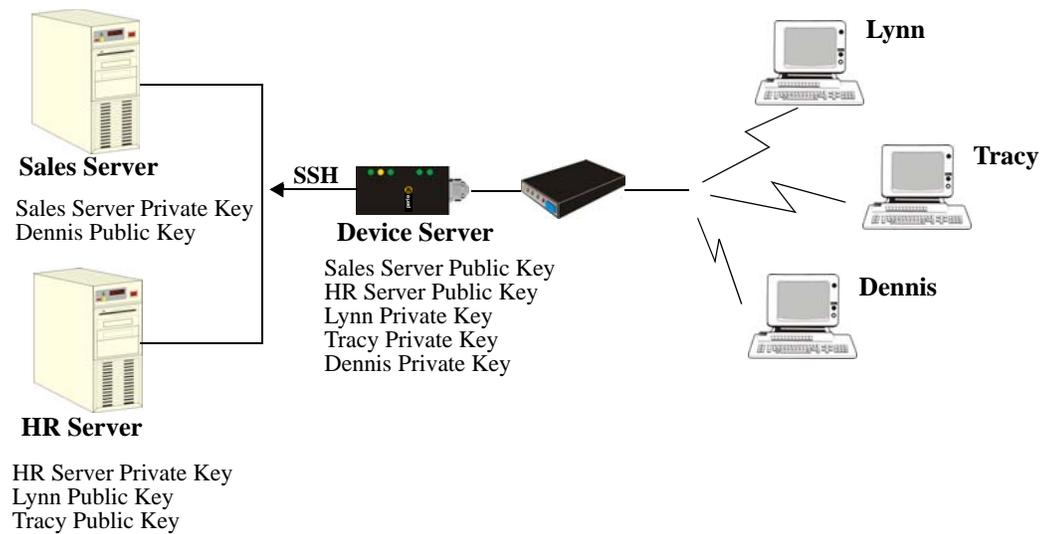 Lynn
Tracy
Dennis
Sales Server
Sales Server Private Key
Dennis Public Key
SSH
perle
Device Server
Sales Server Public Key
HR Server Public Key
Lynn Private Key
Tracy Private Key
Dennis Private Key
HR Server
HR Server Private Key
Lynn Public Key
Tracy Public Key